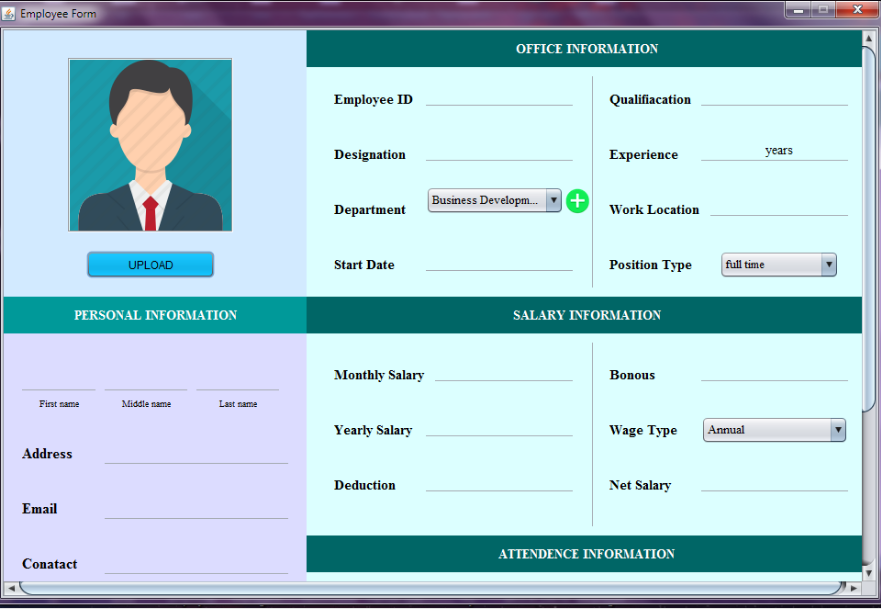 Employee Form
UPLOAD
PERSONAL INFORMATION
First name Middle name Last name
Address
Email
Conatact
OFFICE INFORMATION
Employee ID
Designation
Department Business Developm...
Start Date
Qualifiacation
Experience years
Work Location
Position Type full time
SALARY INFORMATION
Monthly Salary
Yearly Salary
Deduction
Bonous
Wage Type Annual
Net Salary
ATTENDENCE INFORMATION